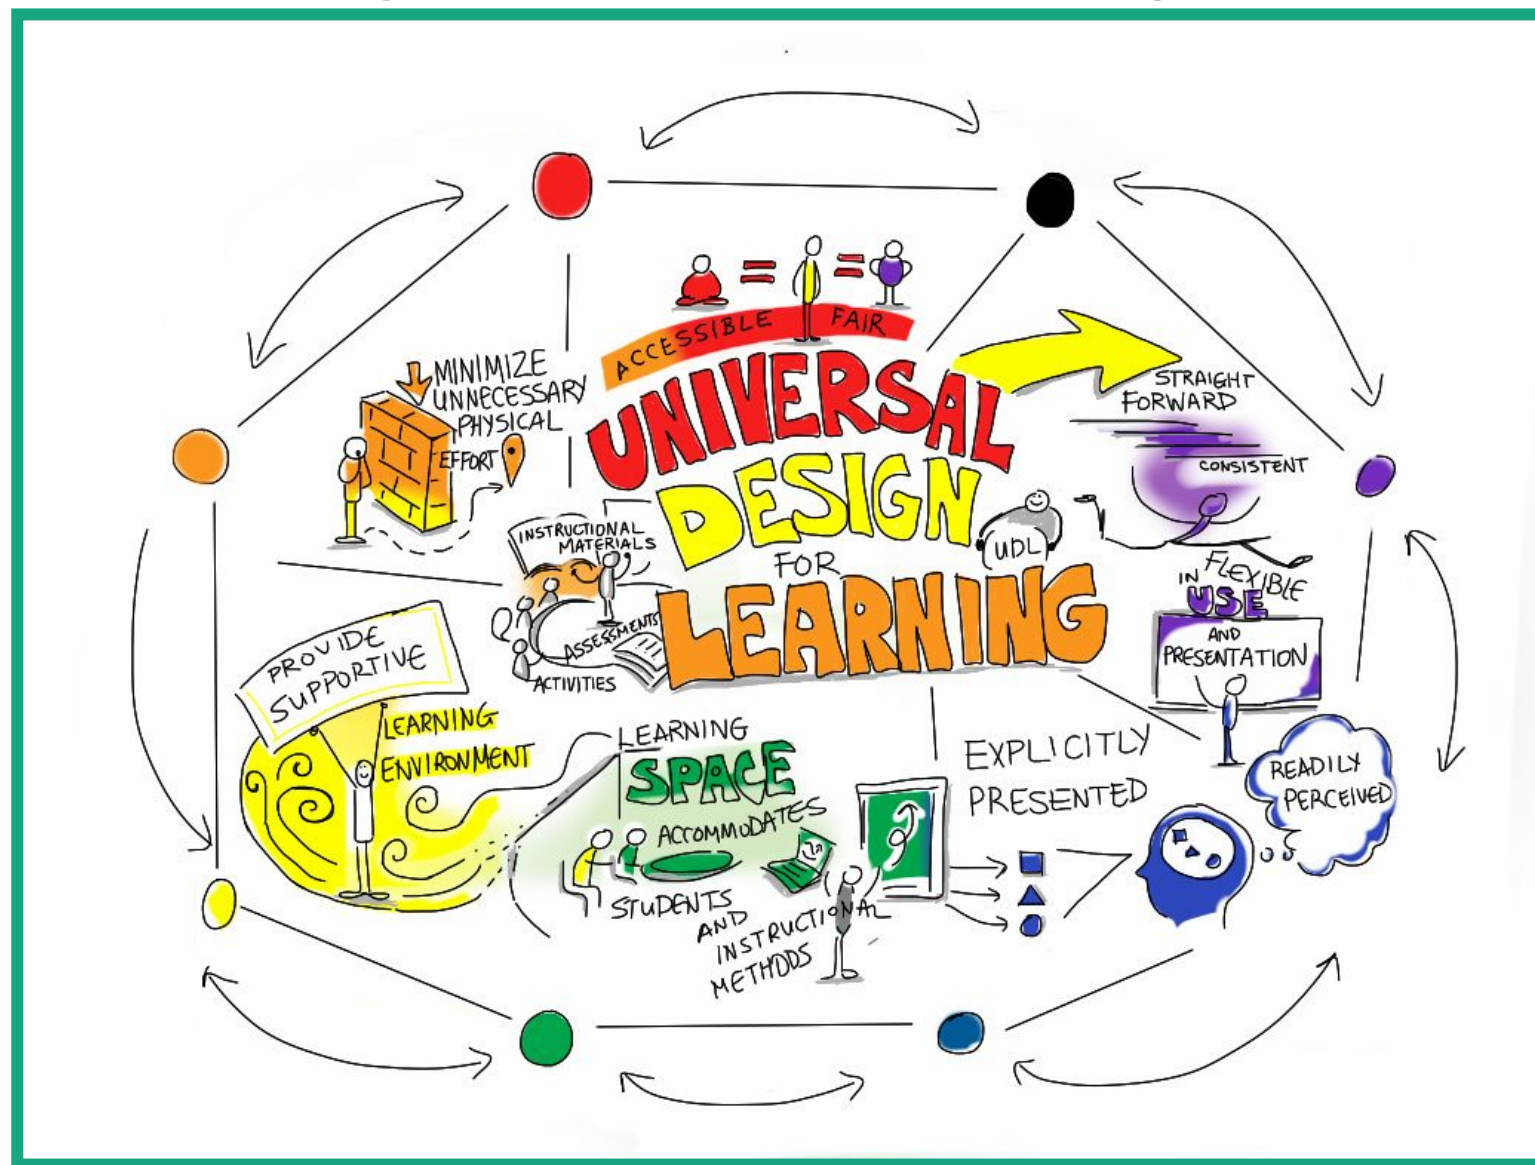 ACCESSIBLE FAIR
UNIVERSAL
DESIGN
FOR
LEARNING
UDL
STRAIGHT
FORWARD
CONSISTENT
IN FLEXIBLE
USE
AND
PRESENTATION
READILY
PERCEIVED
EXPLICITLY
PRESENTED
LEARNING
SPACE
ACCOMMODATES
STUDENTS
AND
INSTRUCTIONAL
METHODS
PROVIDE
SUPPORTIVE
LEARNING
ENVIRONMENT
MINIMIZE
UNNECESSARY
PHYSICAL
EFFORT
INSTRUCTIONAL
MATERIALS
ASSESSMENTS
ACTIVITIES